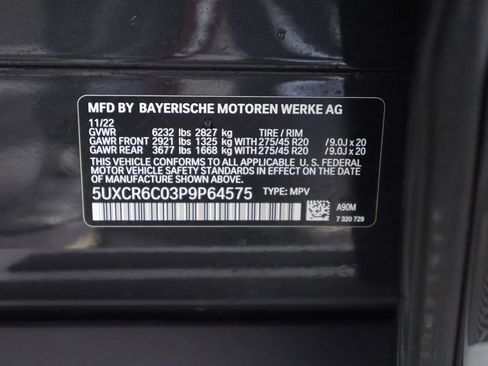 MFD BY BAYERISCHE MOTOREN WERKE AG
11/22
GVWR 6232 lbs 2827 kg TIRE / RIM
GAWR FRONT 2921 lbs 1325 kg WITH • 275/45 R20 / 9.0J x 20
GAWR REAR 3677 lbs 1668 kg WITH • 275/45 R20 / 9.0J x 20
THIS VEHICLE CONFORMS TO ALL APPLICABLE U. S. FEDERAL
MOTOR VEHICLE SAFETY STANDARDS IN EFFECT ON THE
DATE OF MANUFACTURE SHOWN ABOVE.
5UXCR6C03P9P64575 TYPE: MPV
A90M
7 320 729